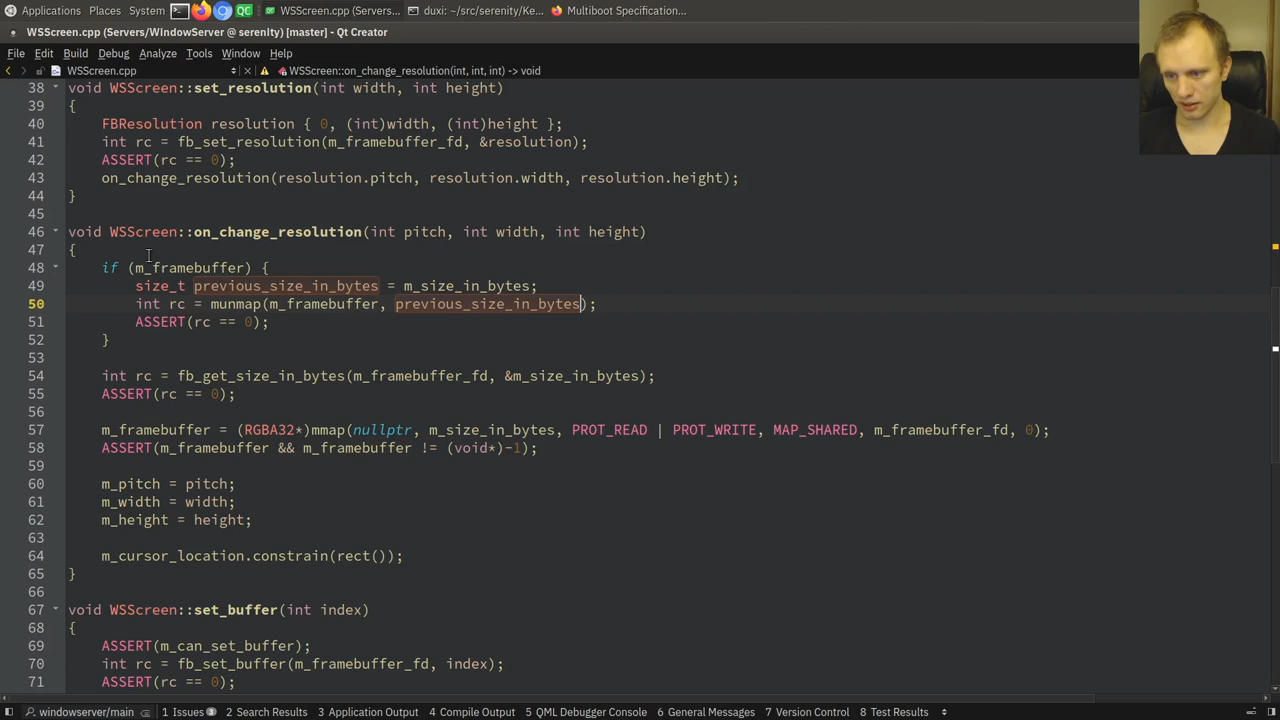 Applications Places System WSScreen.cpp (Servers... duxi: ~/src/serenity/Ke... Multiboot Specification...
WSScreen.cpp (Servers/WindowServer @ serenity) [master] - Qt Creator
File Edit Build Debug Analyze Tools Window Help
WSScreen.cpp WSScreen::on_change_resolution(int, int, int) -> void
38 void WSScreen::set_resolution(int width, int height)
39 {
40 FBResolution resolution { 0, (int)width, (int)height };
41 int rc = fb_set_resolution(m_framebuffer_fd, &resolution);
42 ASSERT(rc == 0);
43 on_change_resolution(resolution.pitch, resolution.width, resolution.height);
44 }
45
46 void WSScreen::on_change_resolution(int pitch, int width, int height)
47 {
48 if (m_framebuffer) {
49 size_t previous_size_in_bytes = m_size_in_bytes;
50 int rc = munmap(m_framebuffer, previous_size_in_bytes);
51 ASSERT(rc == 0);
52 }
53
54 int rc = fb_get_size_in_bytes(m_framebuffer_fd, &m_size_in_bytes);
55 ASSERT(rc == 0);
56
57 m_framebuffer = (RGBA32*)mmap(nullptr, m_size_in_bytes, PROT_READ | PROT_WRITE, MAP_SHARED, m_framebuffer_fd, 0);
58 ASSERT(m_framebuffer && m_framebuffer != (void*)-1);
59
60 m_pitch = pitch;
61 m_width = width;
62 m_height = height;
63
64 m_cursor_location.constrain(rect());
65 }
66
67 void WSScreen::set_buffer(int index)
68 {
69 ASSERT(m_can_set_buffer);
70 int rc = fb_set_buffer(m_framebuffer_fd, index);
71 ASSERT(rc == 0);
windowserver/main 1 Issues 3 2 Search Results 3 Application Output 4 Compile Output 5 QML Debugger Console 6 General Messages 7 Version Control 8 Test Results